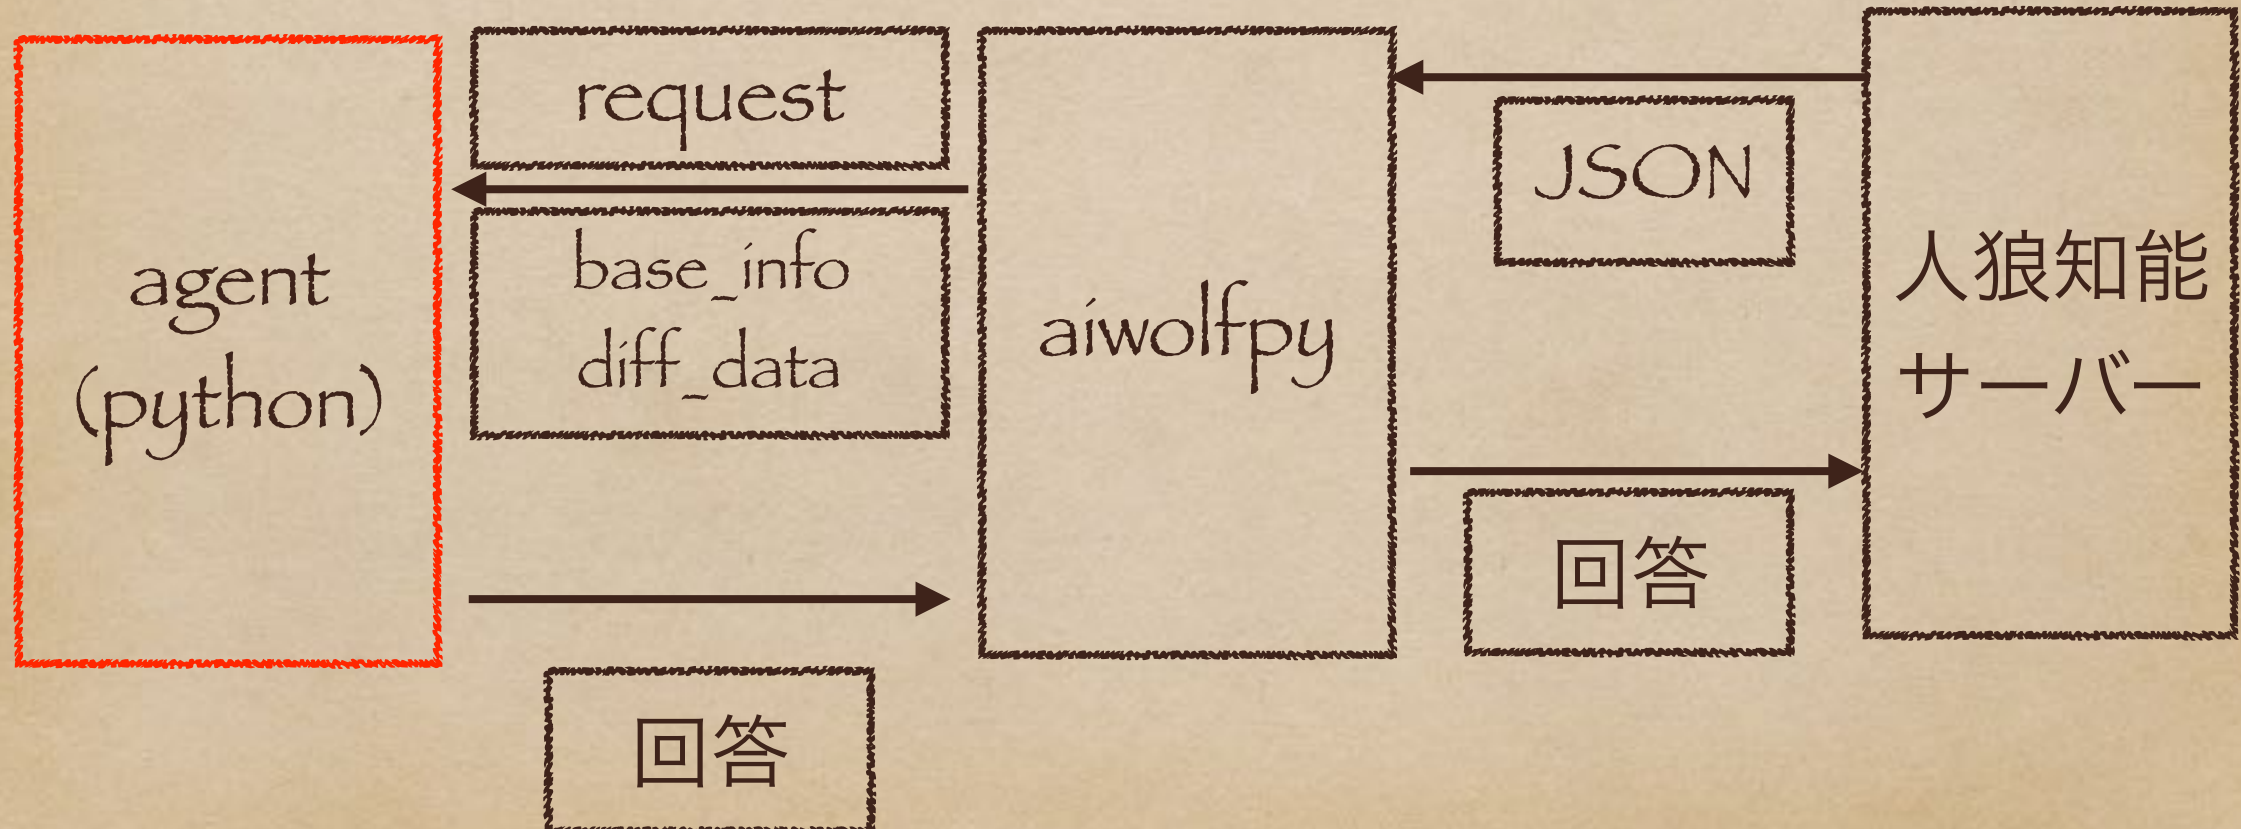 agent
(python)
request
base_info
diff_data
回答
aiwolfpy
JSON
回答
人狼知能
サーバー